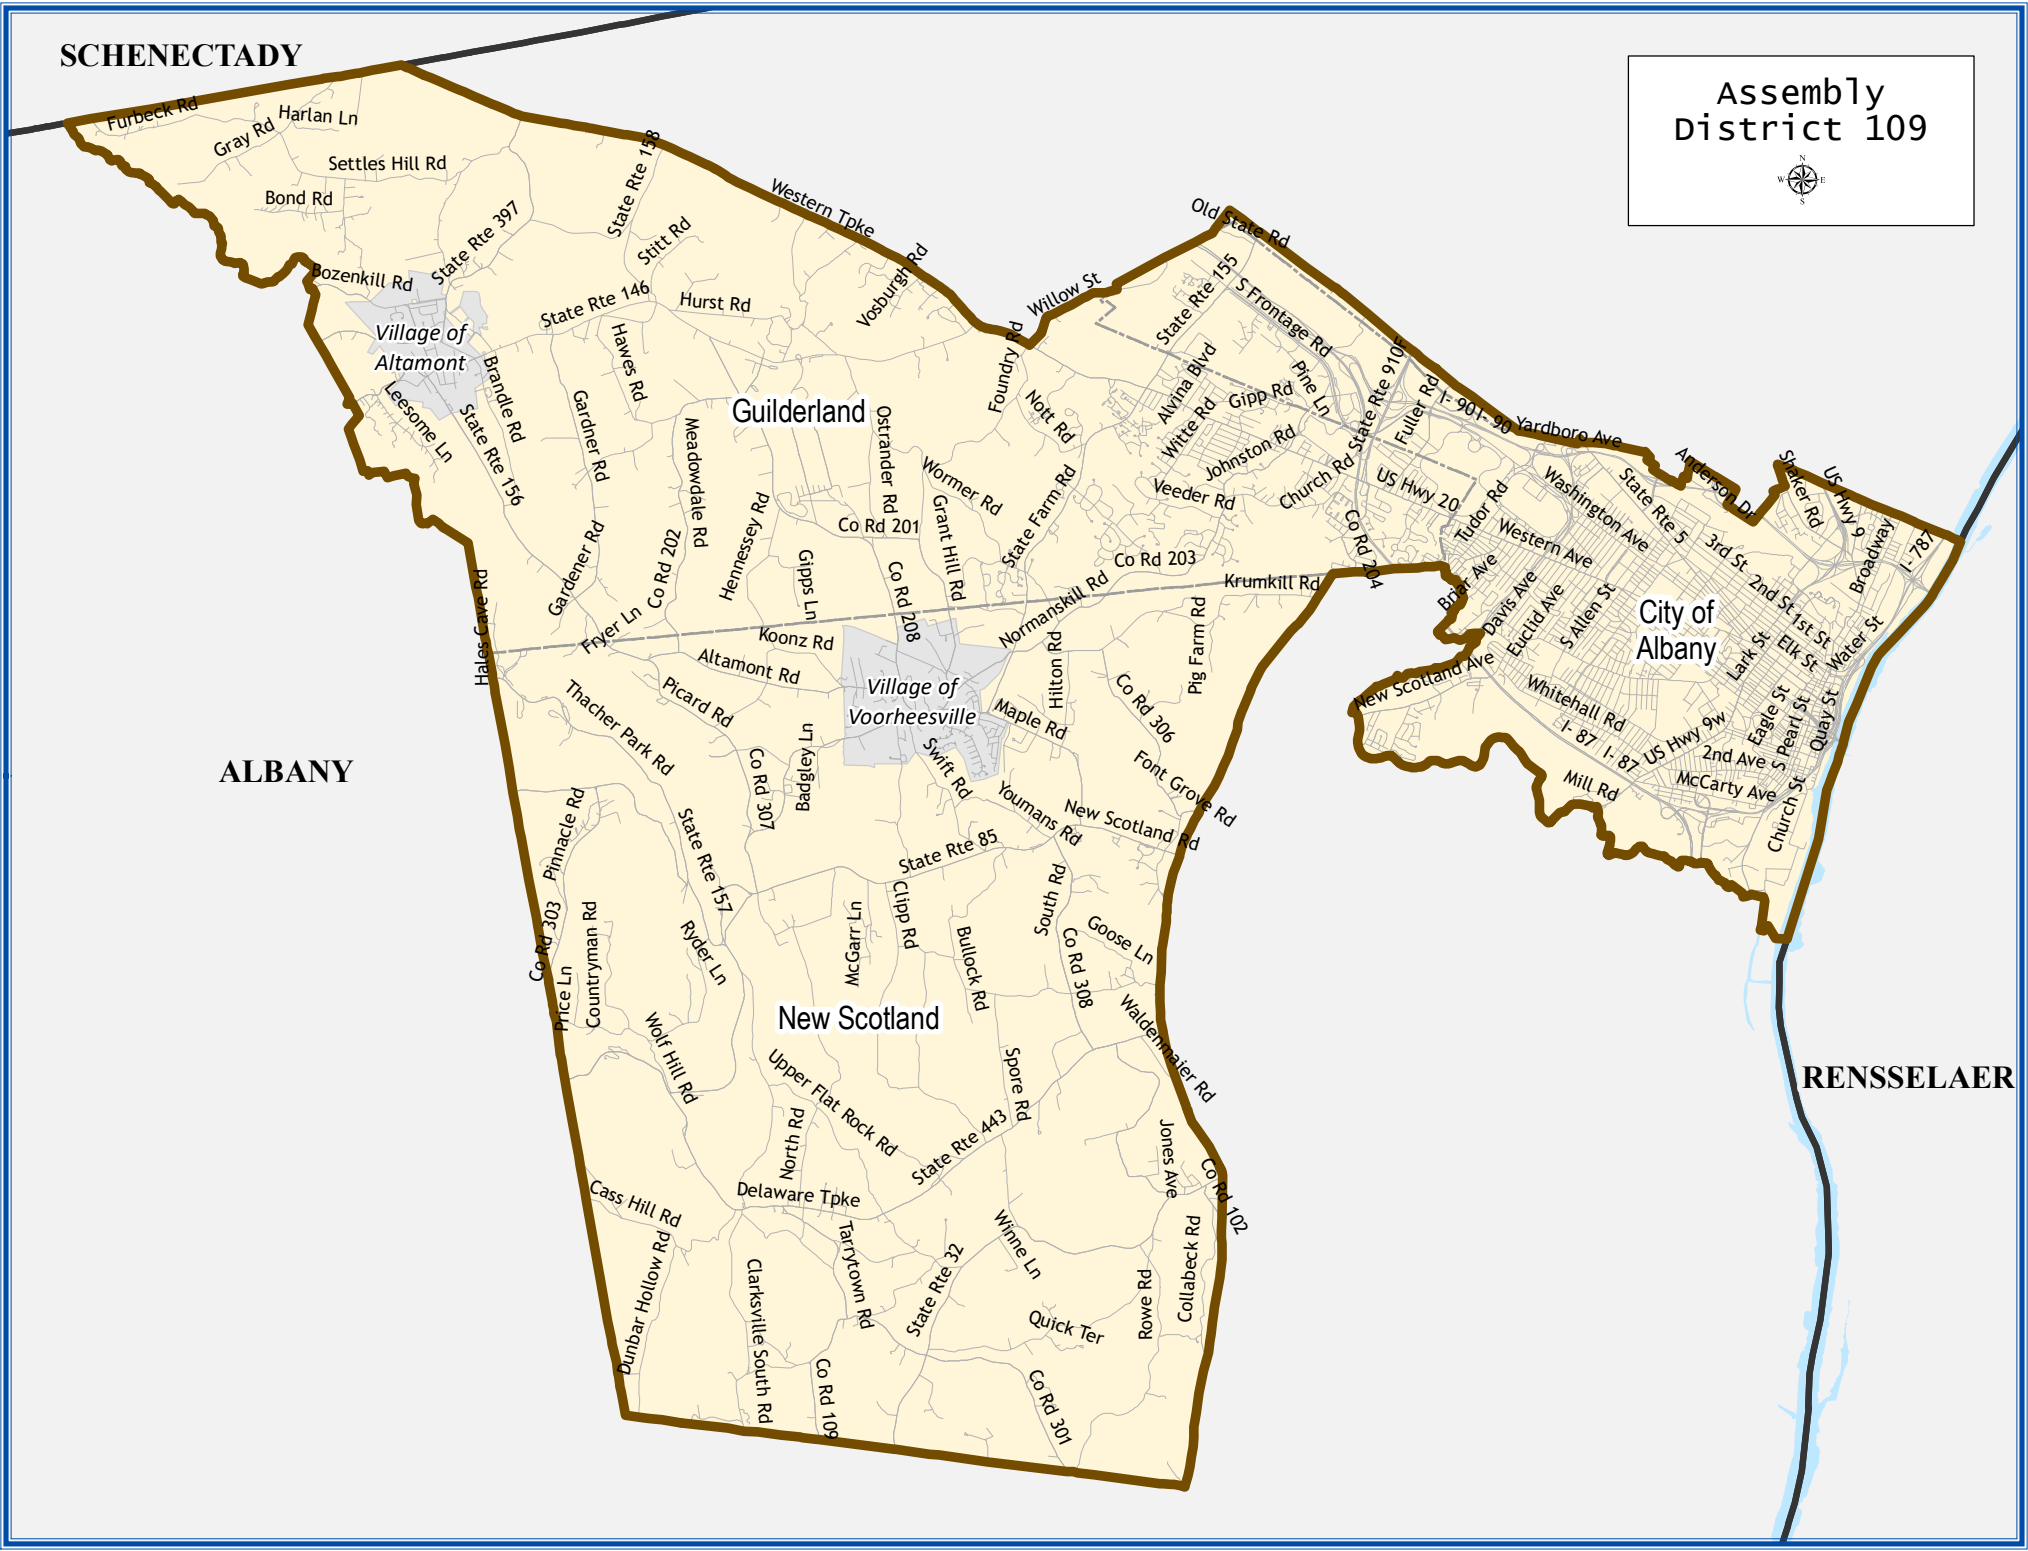 SCHENECTADY
Assembly
District 109
N
W
E
S
Furbeck Rd
Harlan Ln
Gray Rd
Settles Hill Rd
Bond Rd
State Rte 158
Western Tpke
State Rte 397
Stitt Rd
Old State Rd
Bozenkill Rd
Vosburgh Rd
Willow St
State Rte 155
S Frontage Rd
State Rte 146
Hurst Rd
Village of
Altamont
Hawes Rd
Brandle Rd
Foundry Rd
Alvina Blvd
Pine Ln
State Rte 910F
Gipp Rd
Fuller Rd
I- 90
I- 90
Yardboro Ave
Leesome Ln
State Rte 156
Gardner Rd
Guilderland
Meadowdale Rd
Ostrander Rd
Nott Rd
Witte Rd
Johnston Rd
Church Rd
Veeder Rd
US Hwy 20
Wormer Rd
State Farm Rd
Grant Hill Rd
Co Rd 201
Hennessey Rd
Co Rd 202
Gardener Rd
Gipps Ln
Co Rd 208
Co Rd 203
Co Rd 204
Krumkill Rd
Normanskill Rd
Tudor Rd
Washington Ave
State Rte 5
Anderson Dr
Shaker Rd
US Hwy 9
Broadway
I- 787
Western Ave
3rd St
2nd St
1st St
Briar Ave
Davis Ave
Euclid Ave
S Allen St
City of
Albany
Elk St
Lark St
Water St
Hales Cave Rd
Fryer Ln
Koonz Rd
Altamont Rd
Village of
Voorheesville
Hilton Rd
Pig Farm Rd
New Scotland Ave
Whitehall Rd
I- 87
I- 87
US Hwy 9w
Eagle St
S Pearl St
Quay St
2nd Ave
McCarty Ave
Mill Rd
Church St
Picard Rd
Thacher Park Rd
Maple Rd
Co Rd 306
Font Grove Rd
Swift Rd
Badgley Ln
Co Rd 307
Youmans Rd
New Scotland Rd
ALBANY
Pinnacle Rd
State Rte 157
State Rte 85
South Rd
Clipp Rd
McGarr Ln
Co Rd 303
Countryman Rd
Ryder Ln
Bullock Rd
Goose Ln
Co Rd 308
Price Ln
New Scotland
Waldenmaier Rd
Wolf Hill Rd
Upper Flat Rock Rd
Spore Rd
RENSSELAER
North Rd
State Rte 443
Jones Ave
Co Rd 102
Cass Hill Rd
Delaware Tpke
Dunbar Hollow Rd
Tarrytown Rd
Winne Ln
State Rte 32
Collabeck Rd
Rowe Rd
Clarksville South Rd
Quick Ter
Co Rd 109
Co Rd 301